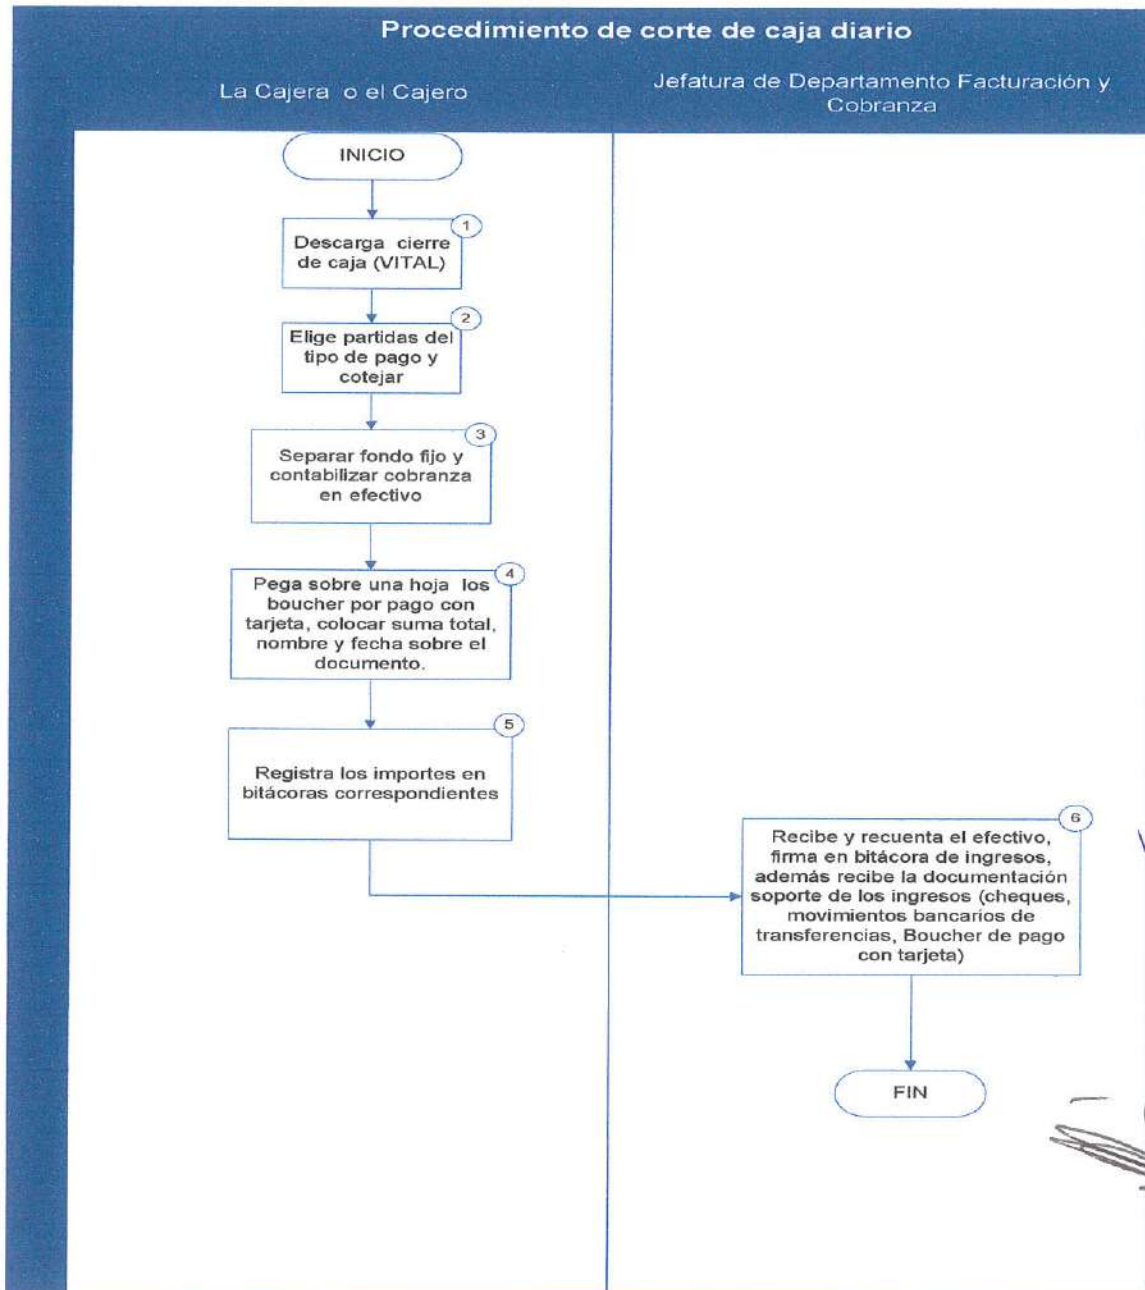 Procedimiento de corte de caja diario
La Cajera o el Cajero
Jefatura de Departamento Facturación y
Cobranza
INICIO
1
Descarga cierre
de caja (VITAL)
2
Elige partidas del
tipo de pago y
cotejar
3
Separar fondo fijo y
contabilizar cobranza
en efectivo
4
Pega sobre una hoja los
boucher por pago con
tarjeta, colocar suma total,
nombre y fecha sobre el
documento.
5
Registra los importes en
bitácoras correspondientes
6
Recibe y recuenta el efectivo,
firma en bitácora de ingresos,
además recibe la documentación
soporte de los ingresos (cheques,
movimientos bancarios de
transferencias, Boucher de pago
con tarjeta)
FIN